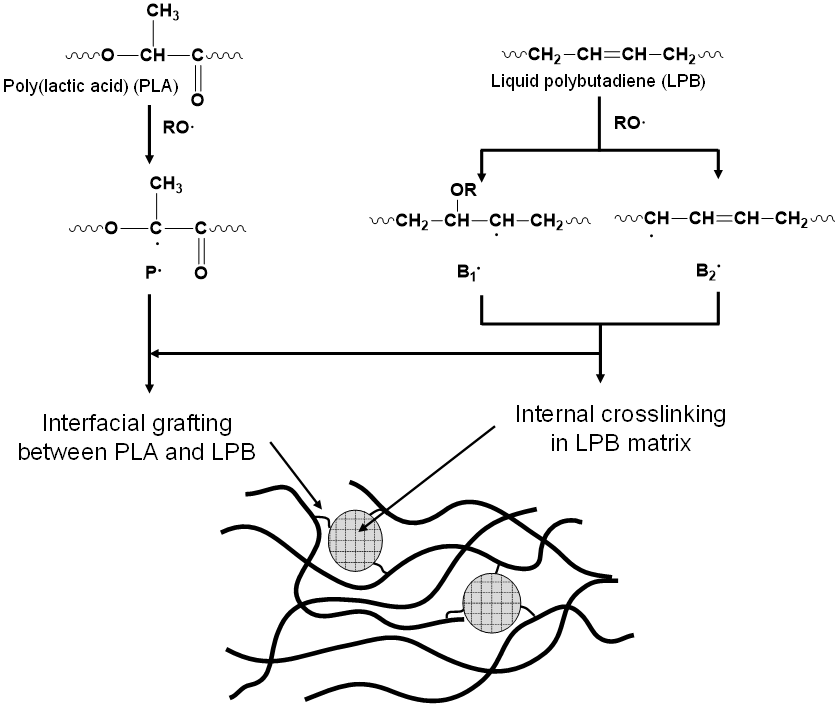 CH3
O CH C
O
Poly(lactic acid) (PLA)
RO·
CH3
O C C
·
O
P·
CH2 CH CH CH2
Liquid polybutadiene (LPB)
RO·
OR
CH2 CH CH CH2
·
B1·
CH CH CH CH2
·
B2·
Interfacial grafting
between PLA and LPB
Internal crosslinking
in LPB matrix